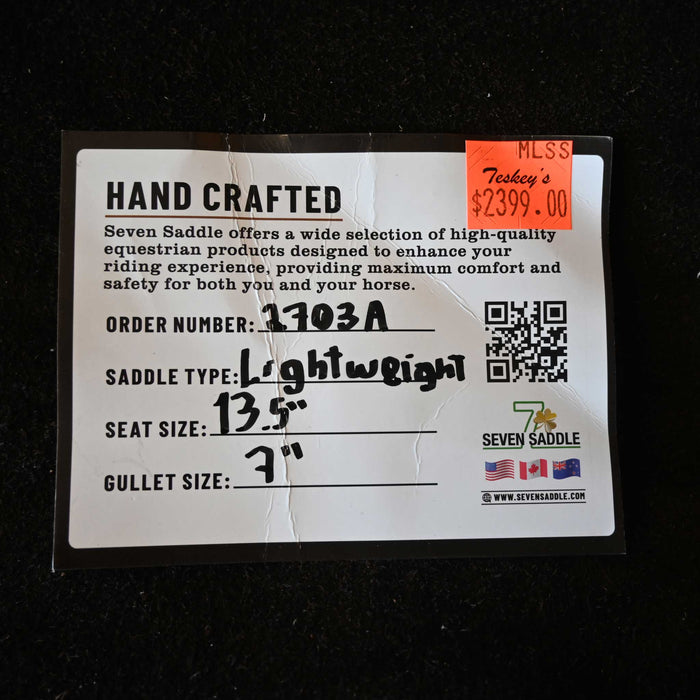 MLSS
Teskey's
$2399.00
HAND CRAFTED
Seven Saddle offers a wide selection of high-quality
equestrian products designed to enhance your
riding experience, providing maximum comfort and
safety for both you and your horse.
ORDER NUMBER: 2703A
SADDLE TYPE: Lightweight
SEAT SIZE: 13.5"
GULLET SIZE: 7"
7
SEVEN SADDLE
WWW.SEVENSADDLE.COM